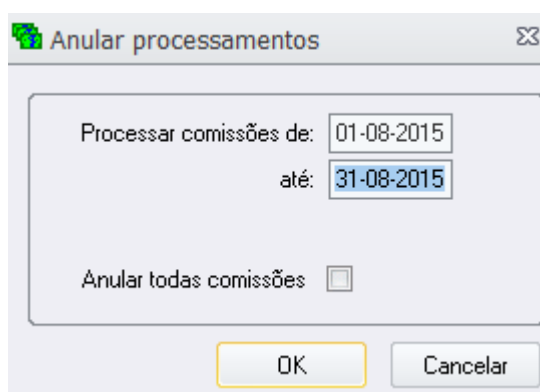 Anular processamentos
Processar comissões de: 01-08-2015
até: 31-08-2015
Anular todas comissões
OK Cancelar